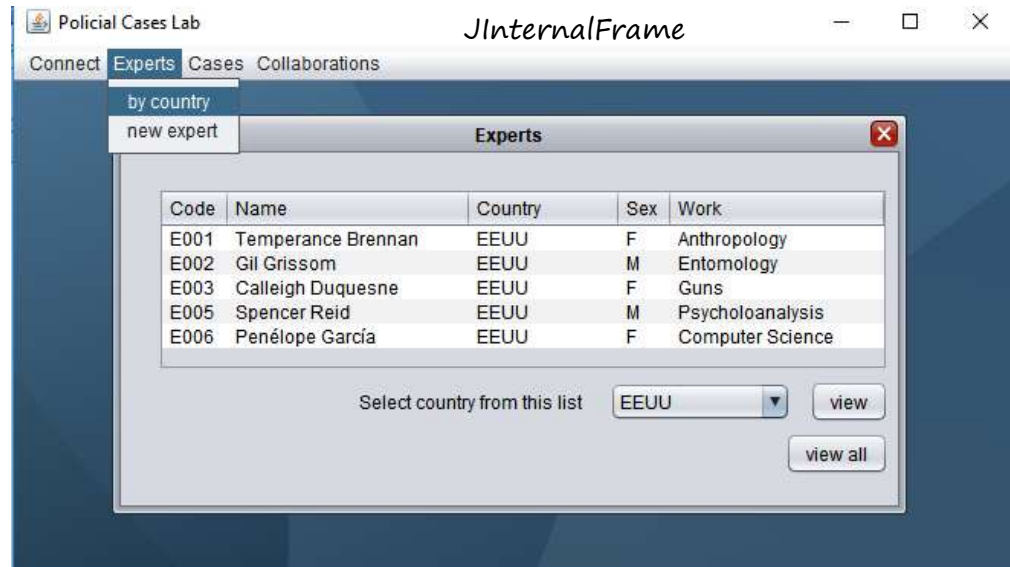 Policial Cases Lab JInternalFrame
Connect Experts Cases Collaborations
by country
new expert
Experts
Code Name Country Sex Work
E001 Temperance Brennan EEUU F Anthropology
E002 Gil Grissom EEUU M Entomology
E003 Calleigh Duquesne EEUU F Guns
E005 Spencer Reid EEUU M Psycholoanalysis
E006 Penélope García EEUU F Computer Science
Select country from this list EEUU view
view all